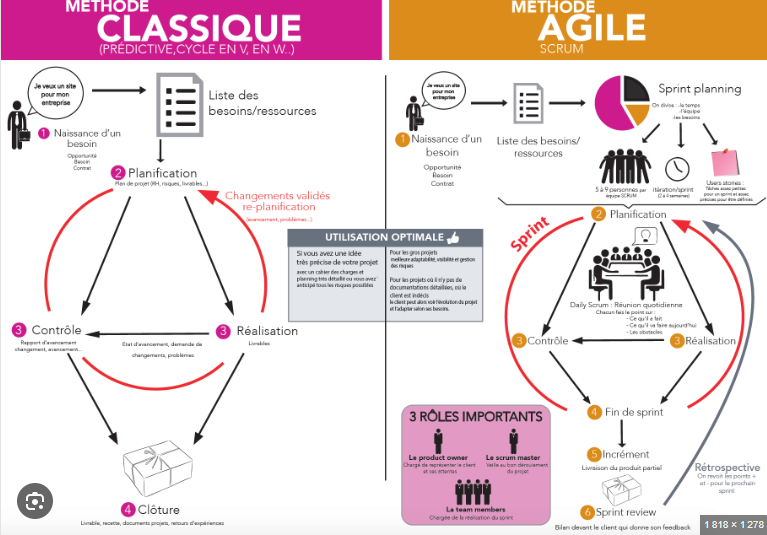 MÉTHODE
CLASSIQUE
(PRÉDICTIVE,CYCLE EN V, EN W..)
Je veux un site
pour mon
entreprise
Liste des
besoins/ressources
1 Naissance d'un
besoin
Opportunité
Besoin
Contrat
2 Planification
Plan de projet (RH, risques, livrables...)
Changements validés
re-planification
(avancement, problèmes...)
3 Contrôle
Rapport d'avancement
changement, avancement...
Etat d'avancement, demande de
changements, problèmes
3 Réalisation
Livrables
4 Clôture
Livrable, recette, documents projets, retours d'expériences
UTILISATION OPTIMALE
Si vous avez une idée
très précise de votre projet
avec un cahier des charges et
planning très détaillé ou vous avez
anticipé tous les risques possibles
Pour les gros projets
meilleure adaptabilité, visibilité et gestion
des risques
Pour les projets où il n'y pas de
documentations détaillées, où le
client est indécis
le client peut alors voir l'évolution du projet
et l'adapter selon ses besoins.
MÉTHODE
AGILE
SCRUM
Je veux un site
pour mon
entreprise
1 Naissance d'un
besoin
Opportunité
Besoin
Contrat
Liste des besoins/
ressources
Sprint planning
On divise : -le temps
-l'équipe
-les besoins
5 à 9 personnes par
équipe SCRUM
itération/sprint
(2 à 4 semaines)
Users stories :
Tâches assez petites
pour un sprint et assez
précises pour être définies
2 Planification
Sprint
Daily Scrum : Réunion quotidienne
Chacun fais le point sur :
- Ce qu'il a fait
- Ce qu'il va faire aujourd'hui
- Les obstacles
3 Contrôle
3 Réalisation
4 Fin de sprint
5 Incrément
Livraison du produit partiel
6 Sprint review
Bilan devant le client qui donne son feedback
Rétrospective
On revoit les points +
et - pour le prochain
sprint
3 RÔLES IMPORTANTS
Le product owner
Chargé de représenter le client
et ses attentes
Le scrum master
Veille au bon déroulement
du projet
La team members
Chargée de la réalisation du sprint
1 818 × 1 278